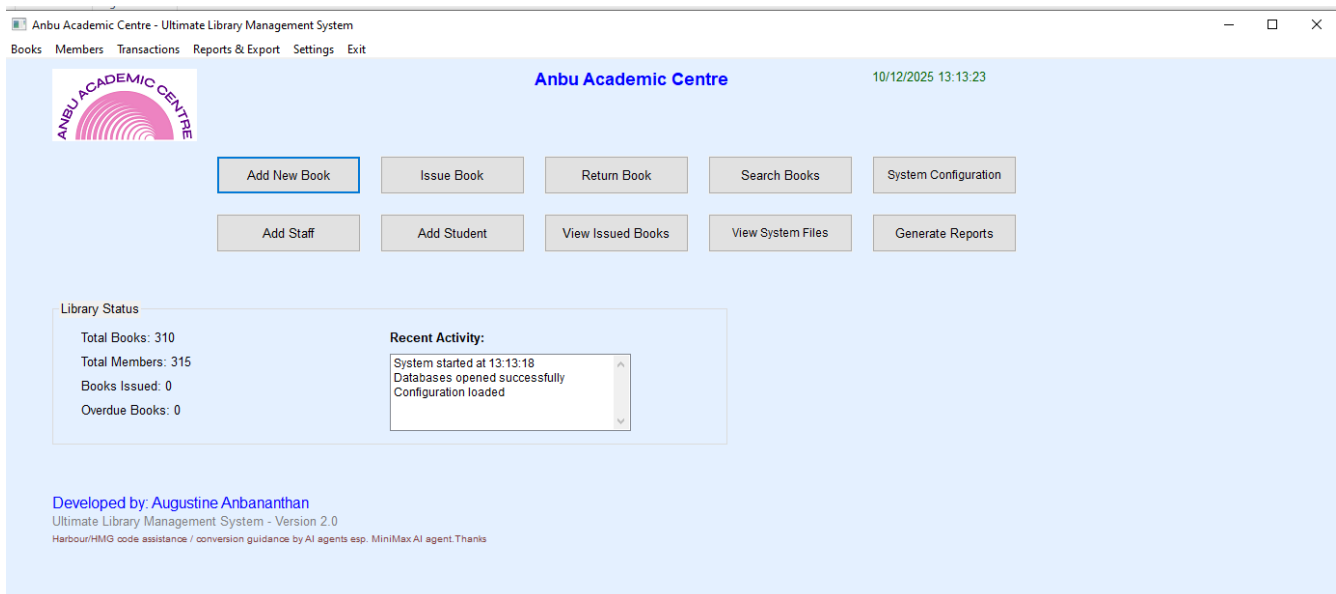 Anbu Academic Centre - Ultimate Library Management System
Books Members Transactions Reports & Export Settings Exit
ANBU ACADEMIC CENTRE
Anbu Academic Centre
10/12/2025 13:13:23
Add New Book Issue Book Return Book Search Books System Configuration
Add Staff Add Student View Issued Books View System Files Generate Reports
Library Status
Total Books: 310
Total Members: 315
Books Issued: 0
Overdue Books: 0
Recent Activity:
System started at 13:13:18
Databases opened successfully
Configuration loaded
Developed by: Augustine Anbananthan
Ultimate Library Management System - Version 2.0
Harbour/HMG code assistance / conversion guidance by AI agents esp. MiniMax AI agent.Thanks